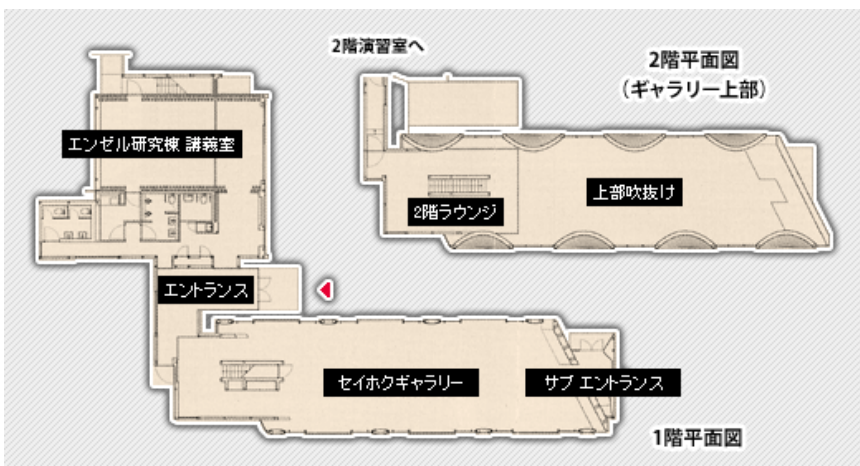 2階演習室へ
2階平面図
(ギャラリー上部)
エンゼル研究棟 講義室
上部吹抜け
2階ラウンジ
エントランス
セイホクギャラリー
サブ エントランス
1階平面図